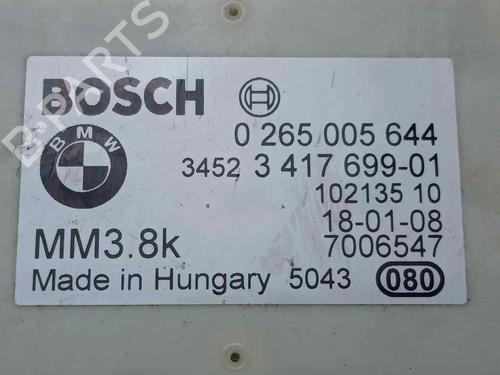 B-PARTS
BOSCH
BMW
0 265 005 644
3452 3 417 699-01
102135 10
18-01-08
MM3.8k 7006547
Made in Hungary 5043 080